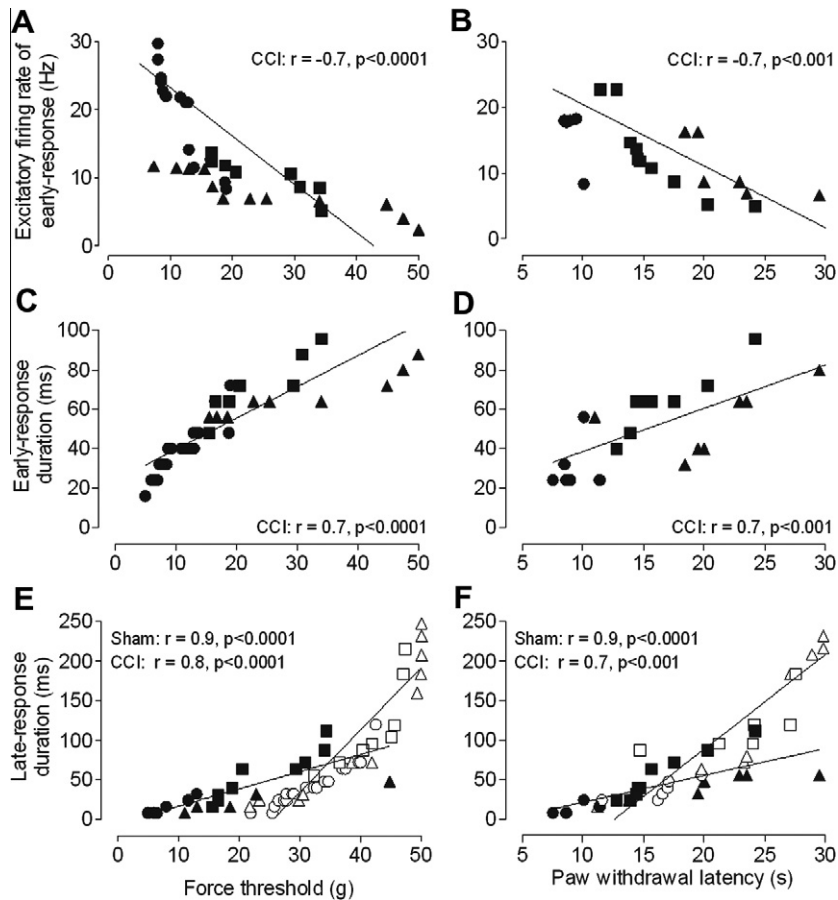 A
B
Excitatory firing rate of
early-response (Hz)
CCI: r = -0.7, p<0.0001
CCI: r = -0.7, p<0.001
30
20
10
0
30
20
10
0
0 10 20 30 40 50
5 10 15 20 25 30
C
D
Early-response
duration (ms)
100
80
60
40
20
0
100
80
60
40
20
0
CCI: r = 0.7, p<0.0001
CCI: r = 0.7, p<0.001
0 10 20 30 40 50
5 10 15 20 25 30
E
F
Late-response
duration (ms)
250
200
150
100
50
0
Sham: r = 0.9, p<0.0001
CCI: r = 0.8, p<0.0001
250
200
150
100
50
0
Sham: r = 0.9, p<0.0001
CCI: r = 0.7, p<0.001
0 10 20 30 40 50
5 10 15 20 25 30
Force threshold (g)
Paw withdrawal latency (s)